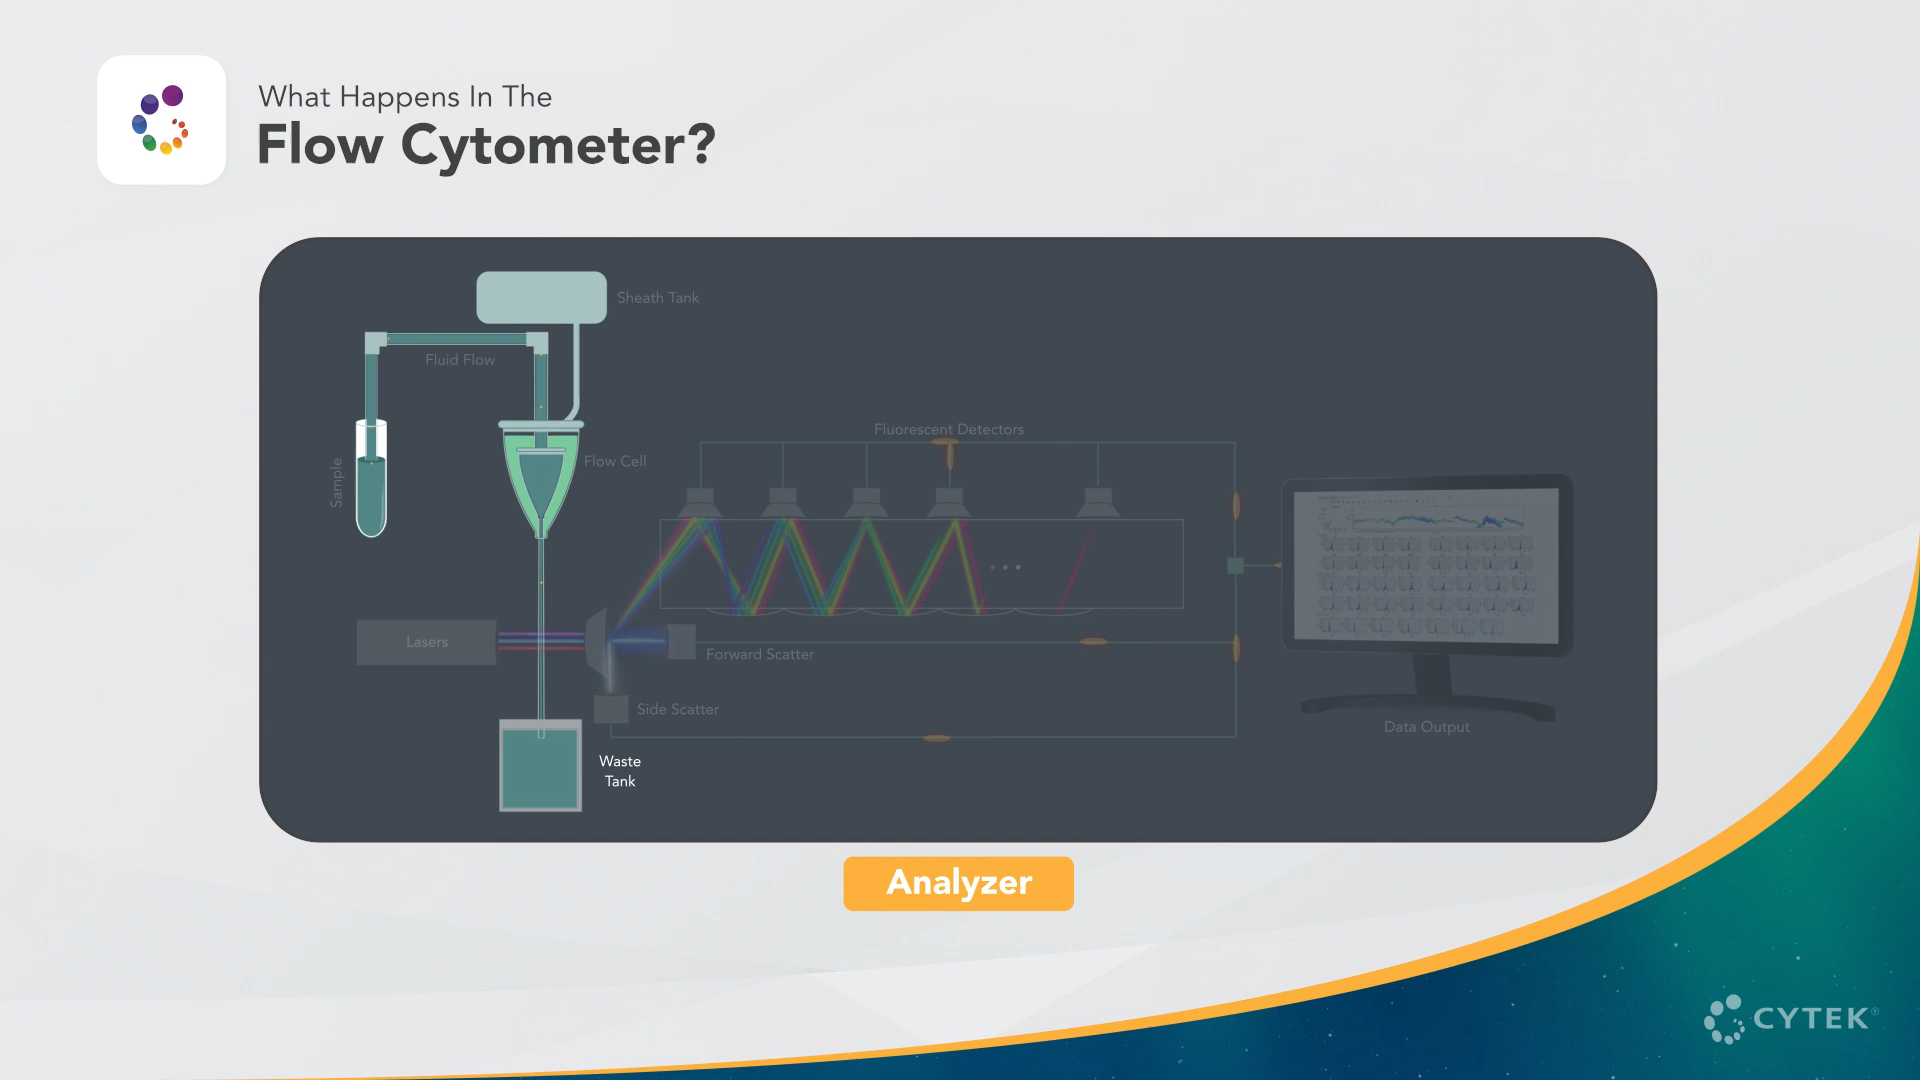 What Happens In The
Flow Cytometer?
Sheath Tank
Fluid Flow
Sample
Flow Cell
Fluorescent Detectors
Lasers
Forward Scatter
Side Scatter
Waste
Tank
Data Output
Analyzer
CYTEK®